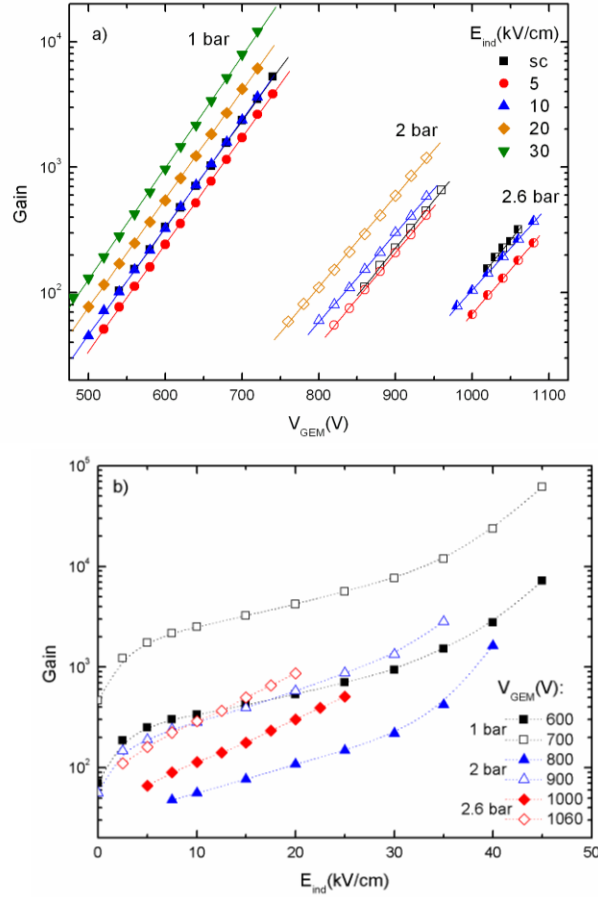 a)
1 bar
2 bar
2.6 bar
E_ind(kV/cm)
sc
5
10
20
30
10^4
10^3
10^2
Gain
500 600 700 800 900 1000 1100
V_GEM(V)
b)
10^5
10^4
10^3
10^2
Gain
V_GEM(V):
1 bar
600
700
2 bar
800
900
2.6 bar
1000
1060
0 10 20 30 40 50
E_ind(kV/cm)